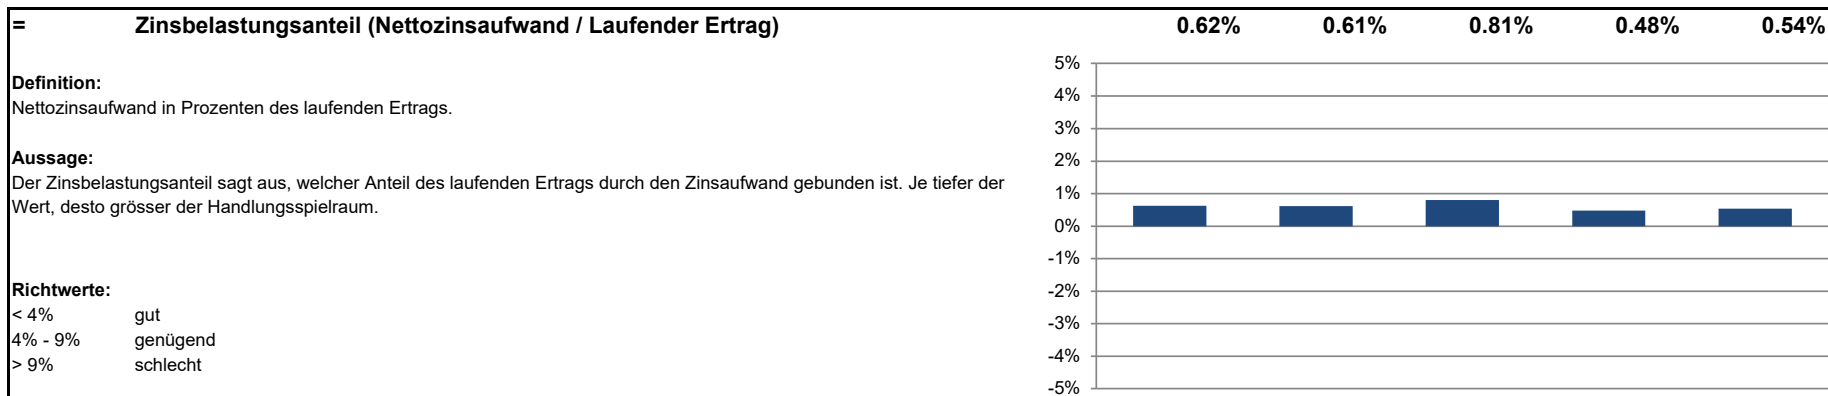 = Zinsbelastungsanteil (Nettozinsaufwand / Laufender Ertrag) 0.62% 0.61% 0.81% 0.48% 0.54%
Definition:
Nettozinsaufwand in Prozenten des laufenden Ertrags.
Aussage:
Der Zinsbelastungsanteil sagt aus, welcher Anteil des laufenden Ertrags durch den Zinsaufwand gebunden ist. Je tiefer der
Wert, desto grösser der Handlungsspielraum.
Richtwerte:
< 4% gut
4% - 9% genügend
> 9% schlecht
5%
4%
3%
2%
1%
0%
-1%
-2%
-3%
-4%
-5%